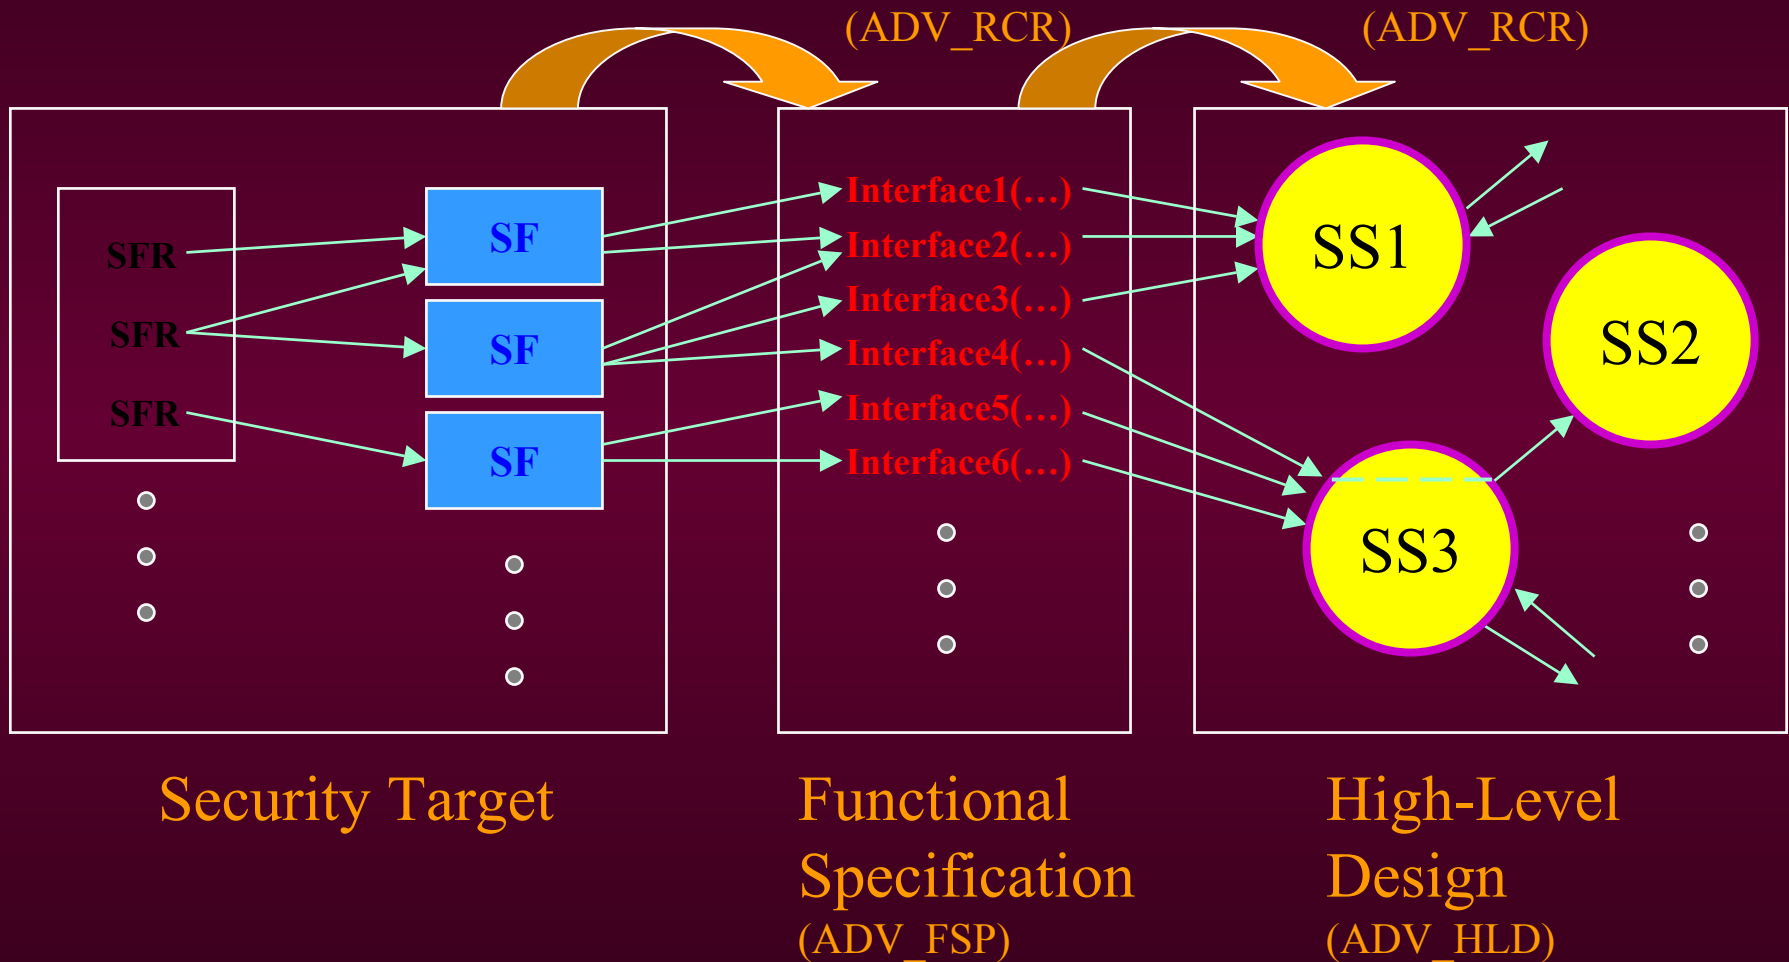 (ADV_RCR)
(ADV_RCR)
SFR
SFR
SFR
SF
SF
SF
Interface1(…)
Interface2(…)
Interface3(…)
Interface4(…)
Interface5(…)
Interface6(…)
SS1
SS2
SS3
Security Target
Functional
Specification
(ADV_FSP)
High-Level
Design
(ADV_HLD)